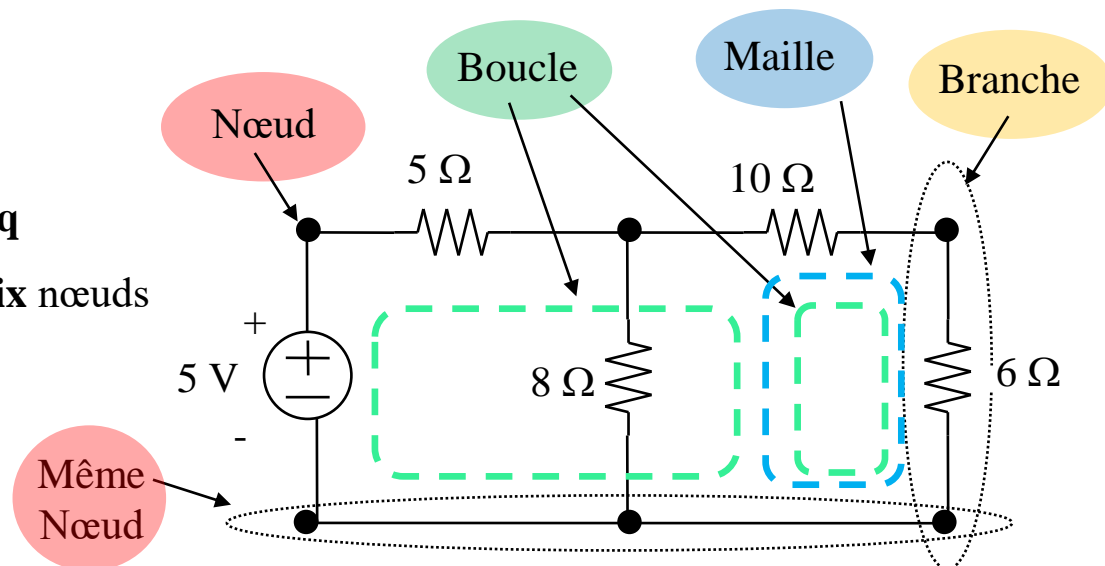 Boucle
Maille
Branche
Nœud
5 Ω
10 Ω
q
ix nœuds
+
5 V
8 Ω
6 Ω
-
Même
Nœud